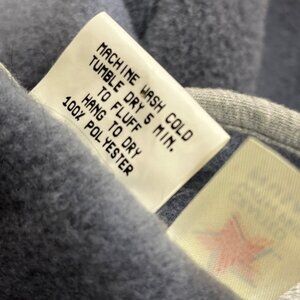 MACHINE WASH COLD
TUMBLE DRY 5 MIN.
TO FLUFF
HANG TO DRY
100% POLYESTER